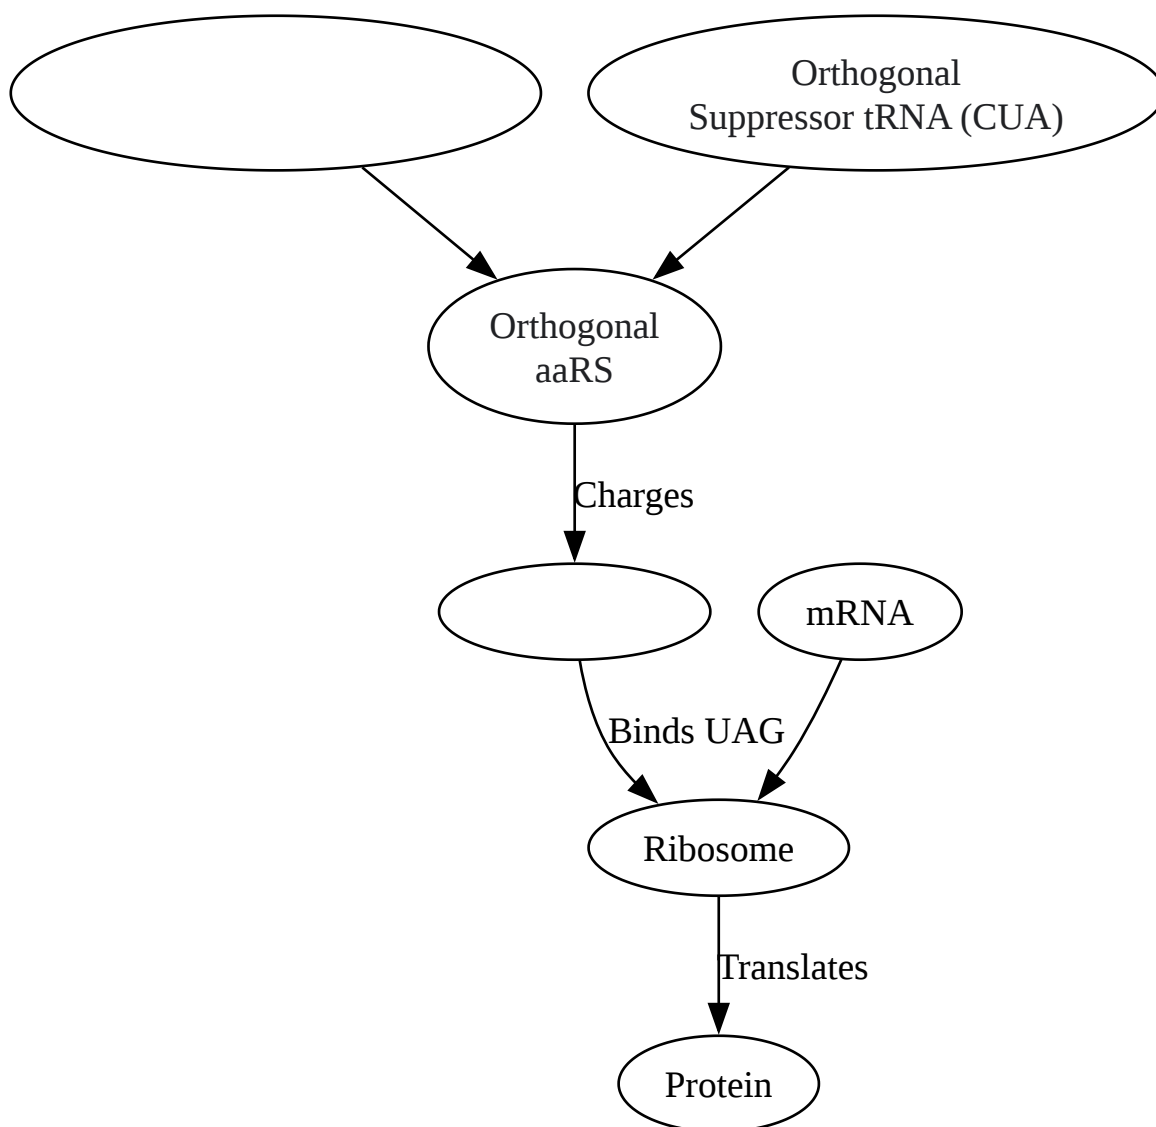 Orthogonal
Suppressor tRNA (CUA)
Orthogonal
aaRS
Charges
mRNA
Binds UAG
Ribosome
Translates
Protein